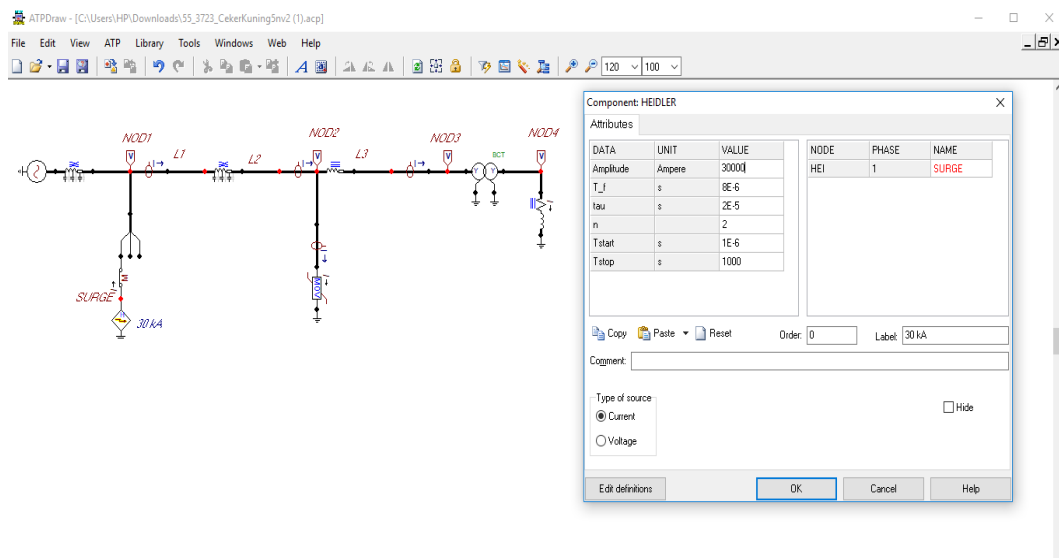 ATPDraw - [C:\Users\HP\Downloads\55_3723_CekerKuning5nv2 (1).acp]
File Edit View ATP Library Tools Windows Web Help
120 100
NOD1 L1 L2 NOD2 L3 NOD3 NOD4
V V V V
BCT
Y Y
M
SURGE
30 kA
MOV
Component: HEIDLER
Attributes
DATA UNIT VALUE
Amplitude Ampere 30000
T_f s 8E-6
tau s 2E-5
n 2
Tstart s 1E-6
Tstop s 1000
NODE PHASE NAME
HEI 1 SURGE
Copy Paste Reset Order: 0 Label: 30 kA
Comment:
Type of source
Current
Voltage
Hide
Edit definitions OK Cancel Help